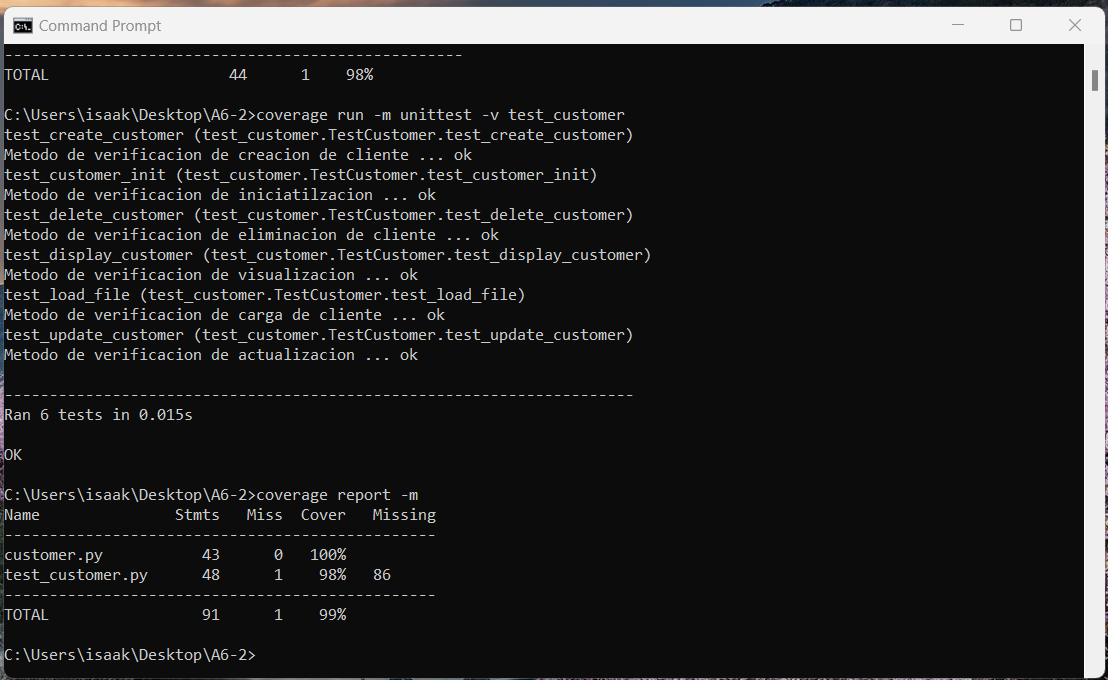 Command Prompt
---------------------------------------------------
TOTAL                    44      1    98%
C:\Users\isaak\Desktop\A6-2>coverage run -m unittest -v test_customer
test_create_customer (test_customer.TestCustomer.test_create_customer)
Metodo de verificacion de creacion de cliente ... ok
test_customer_init (test_customer.TestCustomer.test_customer_init)
Metodo de verificacion de iniciatilzacion ... ok
test_delete_customer (test_customer.TestCustomer.test_delete_customer)
Metodo de verificacion de eliminacion de cliente ... ok
test_display_customer (test_customer.TestCustomer.test_display_customer)
Metodo de verificacion de visualizacion ... ok
test_load_file (test_customer.TestCustomer.test_load_file)
Metodo de verificacion de carga de cliente ... ok
test_update_customer (test_customer.TestCustomer.test_update_customer)
Metodo de verificacion de actualizacion ... ok
----------------------------------------------------------------------
Ran 6 tests in 0.015s
OK
C:\Users\isaak\Desktop\A6-2>coverage report -m
Name               Stmts   Miss  Cover   Missing
------------------------------------------------
customer.py           43      0   100%
test_customer.py      48      1    98%   86
------------------------------------------------
TOTAL                 91      1    99%
C:\Users\isaak\Desktop\A6-2>